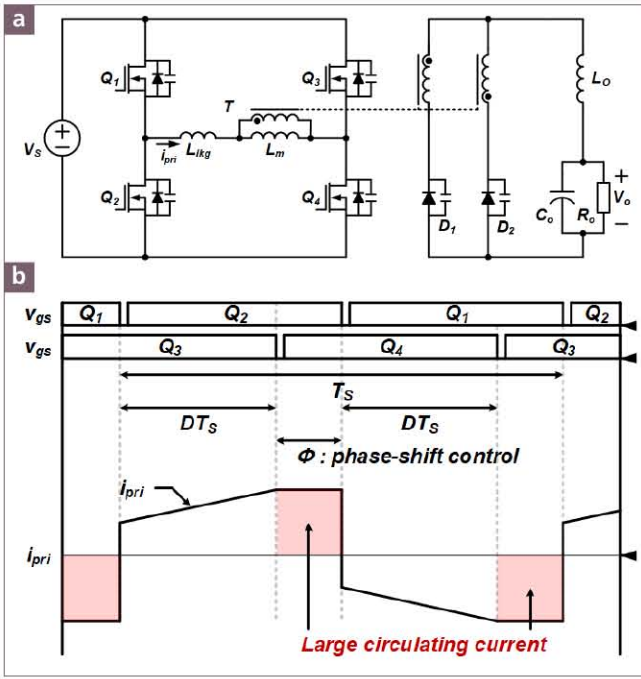 a
Q1
Q3
T
Lo
Vs
ipri
Llkg
Lm
Q2
Q4
D1
D2
Co
Ro
+
Vo
−
b
vgs Q1 Q2 Q1 Q2
vgs Q3 Q4 Q3
TS
DTS DTS
Φ : phase-shift control
ipri
ipri
Large circulating current